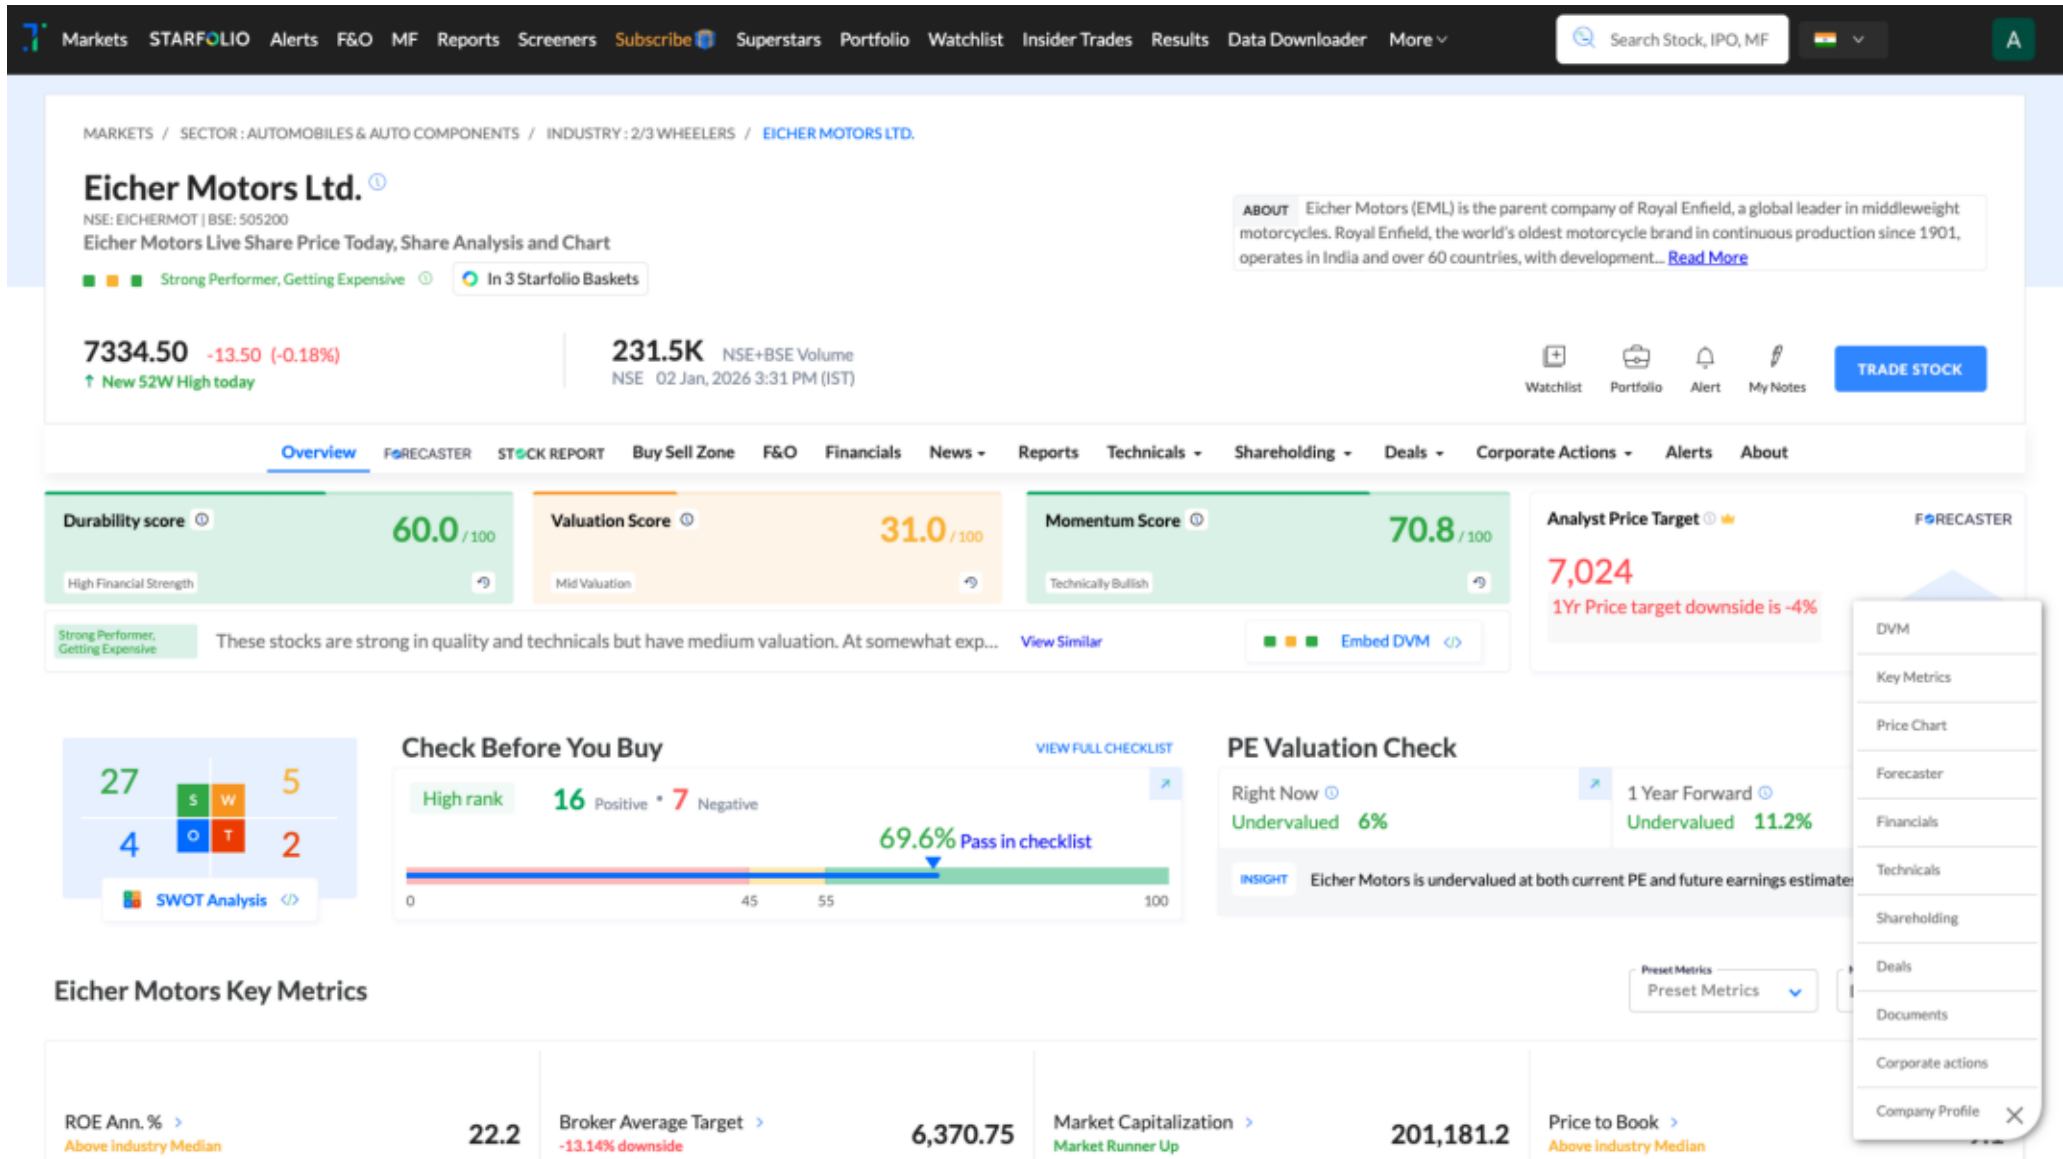 Markets STARFOLIO Alerts F&O MF Reports Screeners Subscribe Superstars Portfolio Watchlist Insider Trades Results Data Downloader More Search Stock, IPO, MF A
MARKETS / SECTOR : AUTOMOBILES & AUTO COMPONENTS / INDUSTRY : 2/3 WHEELERS / EICHER MOTORS LTD.
Eicher Motors Ltd.
NSE: EICHERMOT | BSE: 505200
Eicher Motors Live Share Price Today, Share Analysis and Chart
Strong Performer, Getting Expensive In 3 Starfolio Baskets
ABOUT Eicher Motors (EML) is the parent company of Royal Enfield, a global leader in middleweight
motorcycles. Royal Enfield, the world's oldest motorcycle brand in continuous production since 1901,
operates in India and over 60 countries, with development... Read More
7334.50 -13.50 (-0.18%)
New 52W High today
231.5K NSE+BSE Volume
NSE 02 Jan, 2026 3:31 PM (IST)
Watchlist Portfolio Alert My Notes TRADE STOCK
Overview FORECASTER STOCK REPORT Buy Sell Zone F&O Financials News Reports Technicals Shareholding Deals Corporate Actions Alerts About
Durability score 60.0 / 100
High Financial Strength
Valuation Score 31.0 / 100
Mid Valuation
Momentum Score 70.8 / 100
Technically Bullish
Analyst Price Target FORECASTER
7,024
1Yr Price target downside is -4%
Strong Performer,
Getting Expensive
These stocks are strong in quality and technicals but have medium valuation. At somewhat exp... View Similar
Embed DVM
27 5
S W
O T
4 2
SWOT Analysis
Check Before You Buy VIEW FULL CHECKLIST
High rank 16 Positive 7 Negative
69.6% Pass in checklist
0 45 55 100
PE Valuation Check
Right Now
Undervalued 6%
1 Year Forward
Undervalued 11.2%
INSIGHT Eicher Motors is undervalued at both current PE and future earnings estimates
Eicher Motors Key Metrics
Preset Metrics
Preset Metrics
ROE Ann. % 22.2
Above industry Median
Broker Average Target 6,370.75
-13.14% downside
Market Capitalization 201,181.2
Market Runner Up
Price to Book
Above industry Median
DVM
Key Metrics
Price Chart
Forecaster
Financials
Technicals
Shareholding
Deals
Documents
Corporate actions
Company Profile